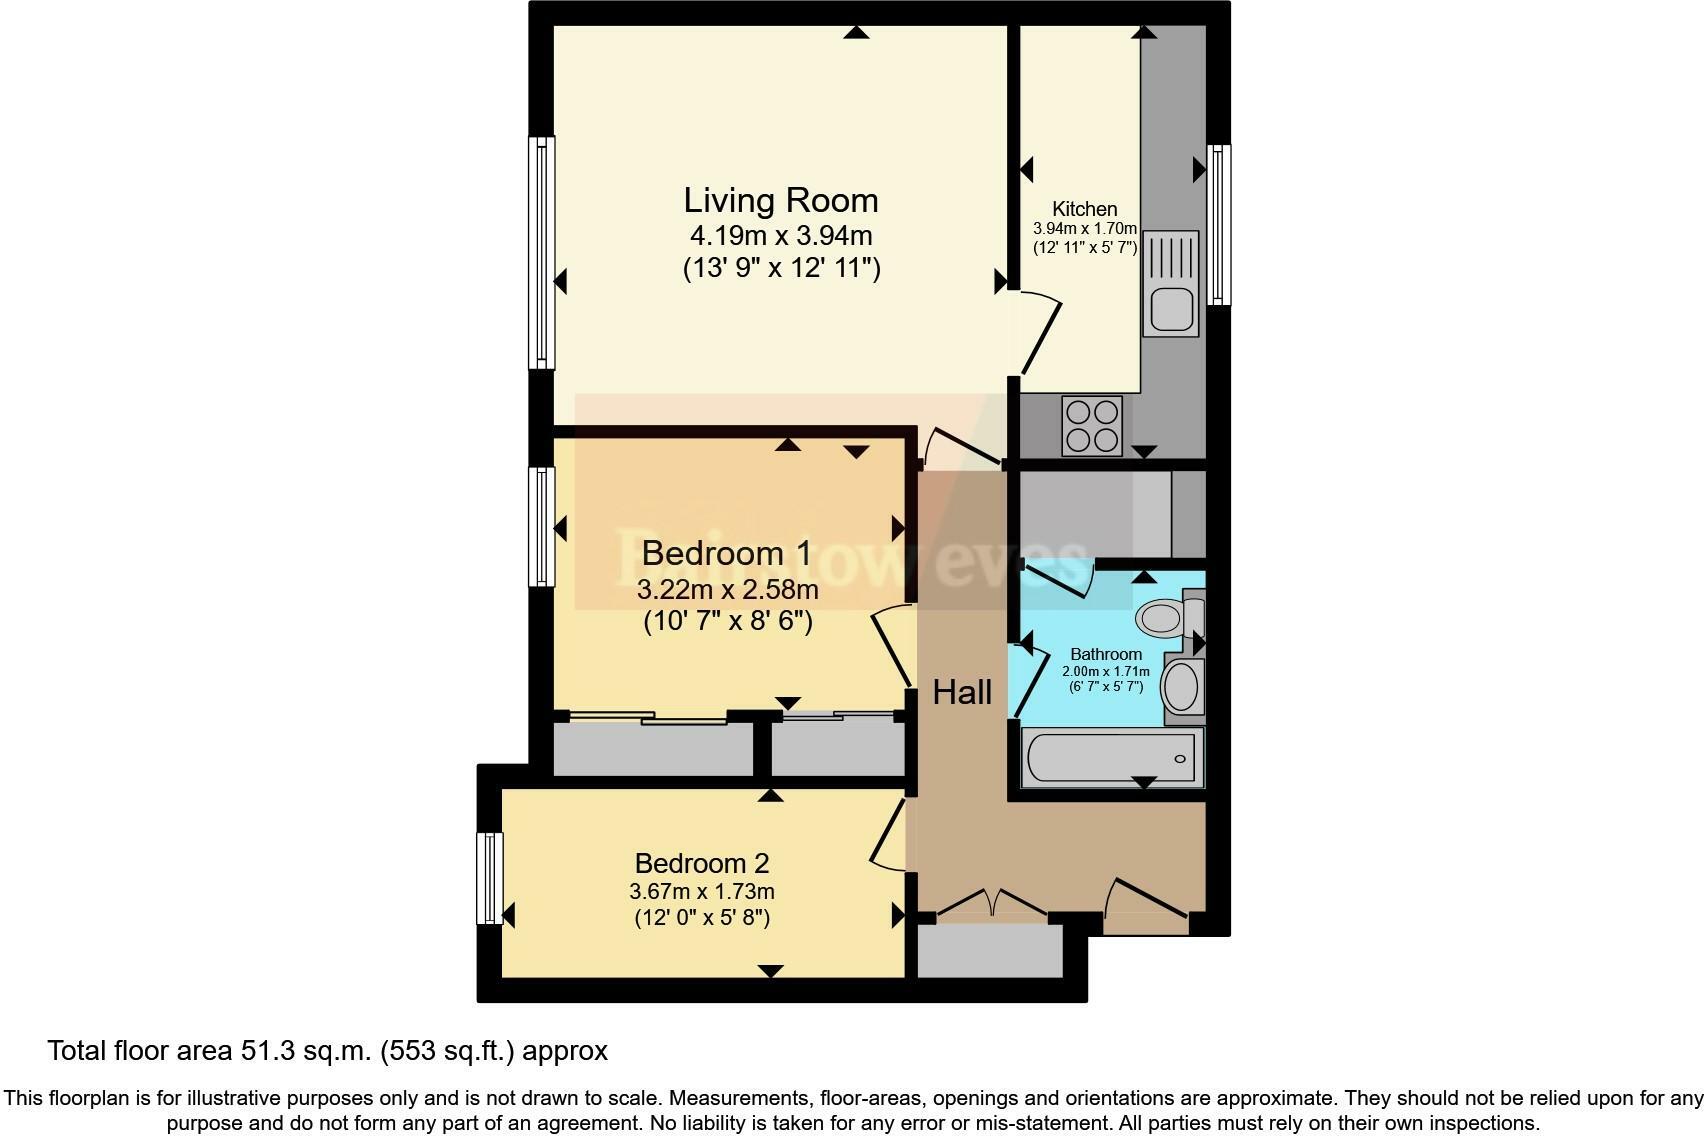 Living Room
4.19m x 3.94m
(13' 9" x 12' 11")
Kitchen
3.94m x 1.70m
(12' 11" x 5' 7")
Bairstow eves
Bedroom 1
3.22m x 2.58m
(10' 7" x 8' 6")
Bathroom
2.00m x 1.71m
(6' 7" x 5' 7")
Hall
Bedroom 2
3.67m x 1.73m
(12' 0" x 5' 8")
Total floor area 51.3 sq.m. (553 sq.ft.) approx
This floorplan is for illustrative purposes only and is not drawn to scale. Measurements, floor-areas, openings and orientations are approximate. They should not be relied upon for any
purpose and do not form any part of an agreement. No liability is taken for any error or mis-statement. All parties must rely on their own inspections.